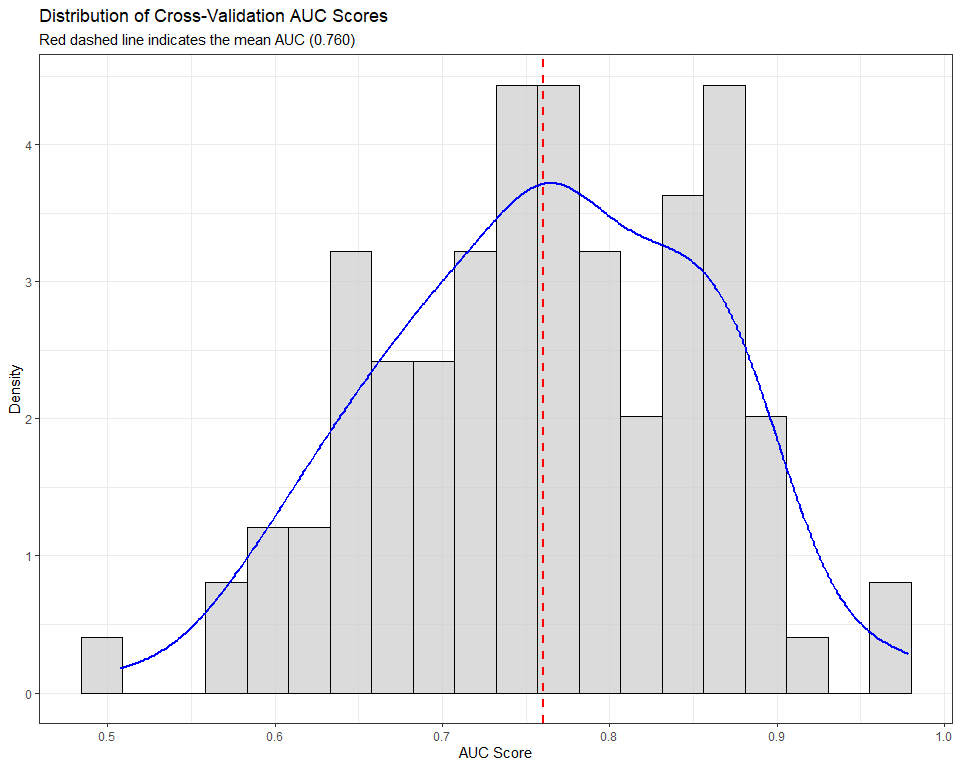 Distribution of Cross-Validation AUC Scores
Red dashed line indicates the mean AUC (0.760)
Density
4
3
2
1
0
0.5 0.6 0.7 0.8 0.9 1.0
AUC Score